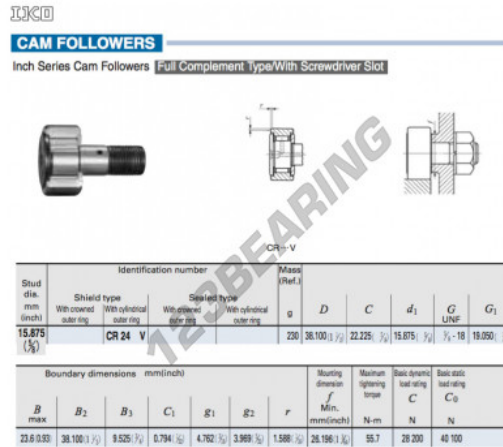 IKO
CAM FOLLOWERS
Inch Series Cam Followers Full Complement Type/With Screwdriver Slot
123BEARING
CR···V
Stud dia. mm (inch)
Identification number
Mass (Ref.) g
Shield type
Sealed type
With crowned outer ring
With cylindrical outer ring
With crowned outer ring
With cylindrical outer ring
D C d1 G UNF G1
15.875 (5/8) CR 24 V 230 38.100(1 1/2) 22.225( 7/8) 15.875( 5/8) 5/8 - 18 19.050(
Boundary dimensions mm(inch)
Mounting dimension f Min. mm(inch)
Maximum tightening torque N-m
Basic dynamic load rating C N
Basic static load rating C0 N
B max B2 B3 C1 g1 g2 r
23.6(0.93) 38.100(1 1/2) 9.525(3/8) 0.794(1/32) 4.762(3/16) 3.969(5/32) 1.588(1/16) 26.196(1 1/32) 55.7 28 200 40 100